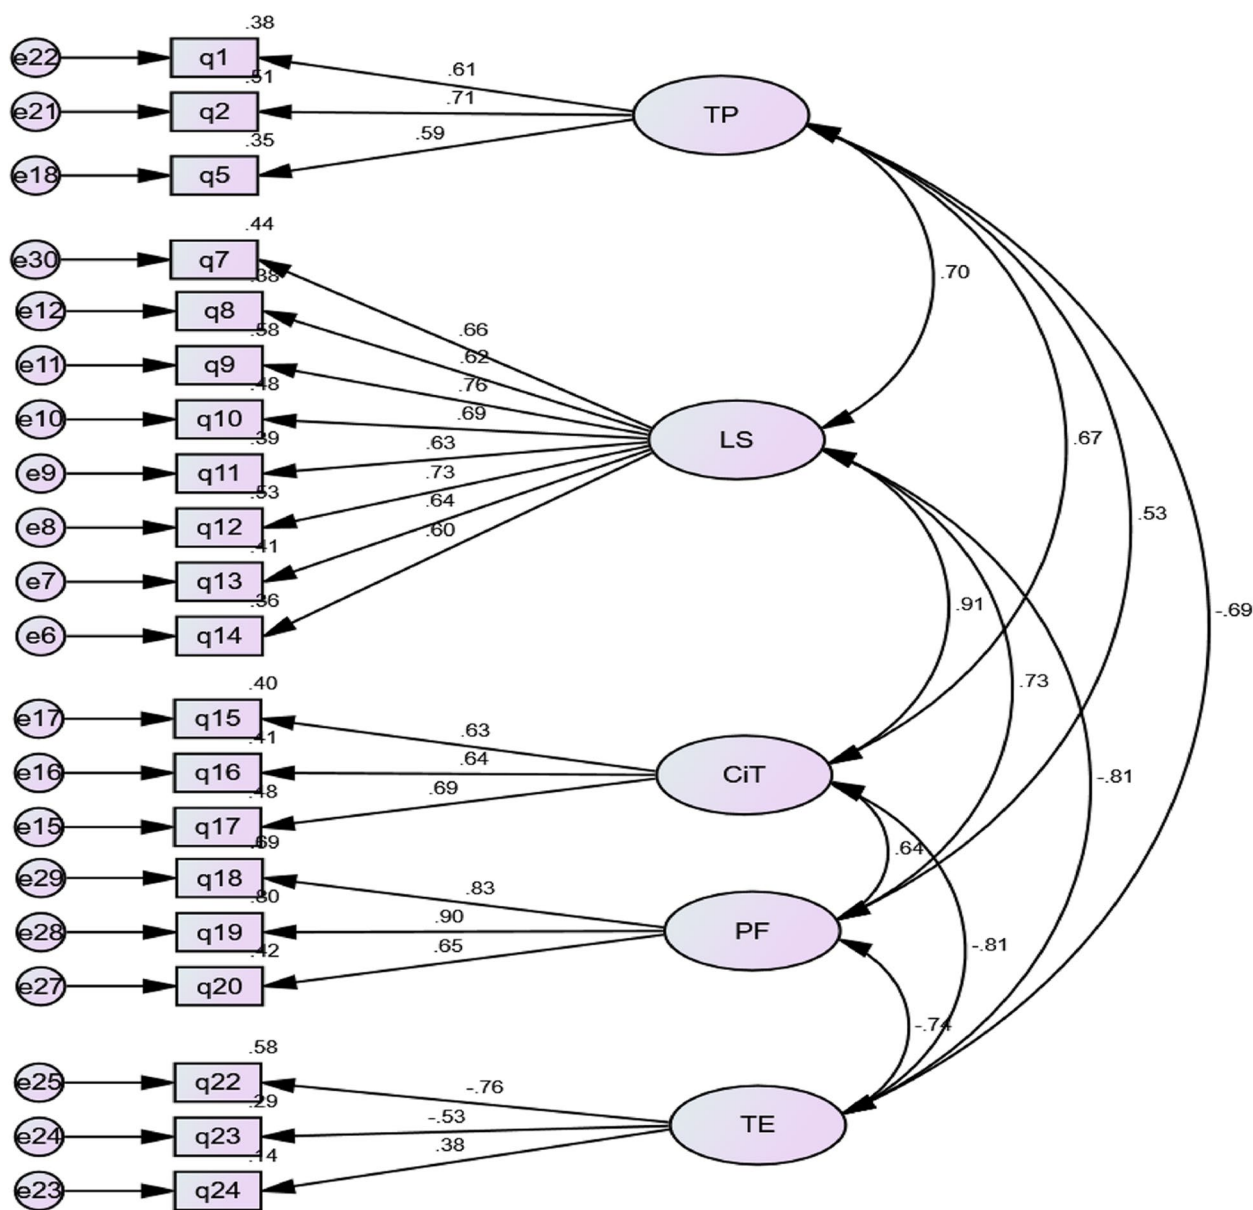 .38
e22 q1 .61
.51
e21 q2 .71 TP
.35
e18 q5 .59
.44
e30 q7 .70
.38
e12 q8 .66
.58
e11 q9 .62
.48 .76
e10 q10 .69 LS .67
.39
e9 q11 .63
.53 .73
e8 q12 .64 .53
.41 .60
e7 q13
.36 .91
e6 q14 -.69
.40 .73
e17 q15 .63
.41
e16 q16 .64 CiT -.81
.48 .69
e15 q17
.69 .64
e29 q18 .83
.80
e28 q19 .90 PF
.42 .65 -.81
e27 q20
-.74
.58
e25 q22 -.76
.29
e24 q23 -.53 TE
.14 .38
e23 q24